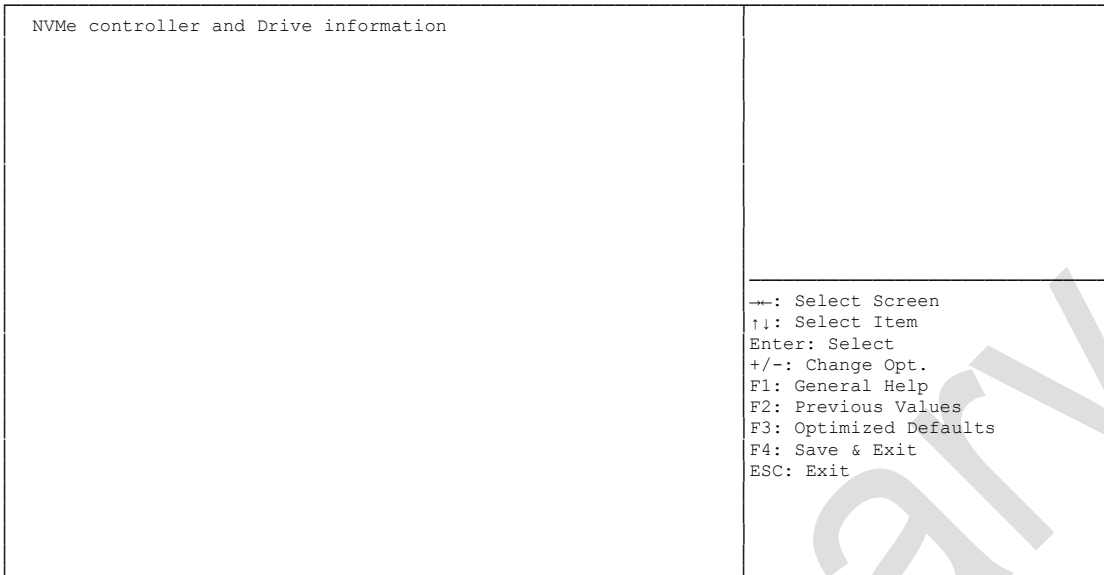 NVMe controller and Drive information
→←: Select Screen
↑↓: Select Item
Enter: Select
+/-: Change Opt.
F1: General Help
F2: Previous Values
F3: Optimized Defaults
F4: Save & Exit
ESC: Exit